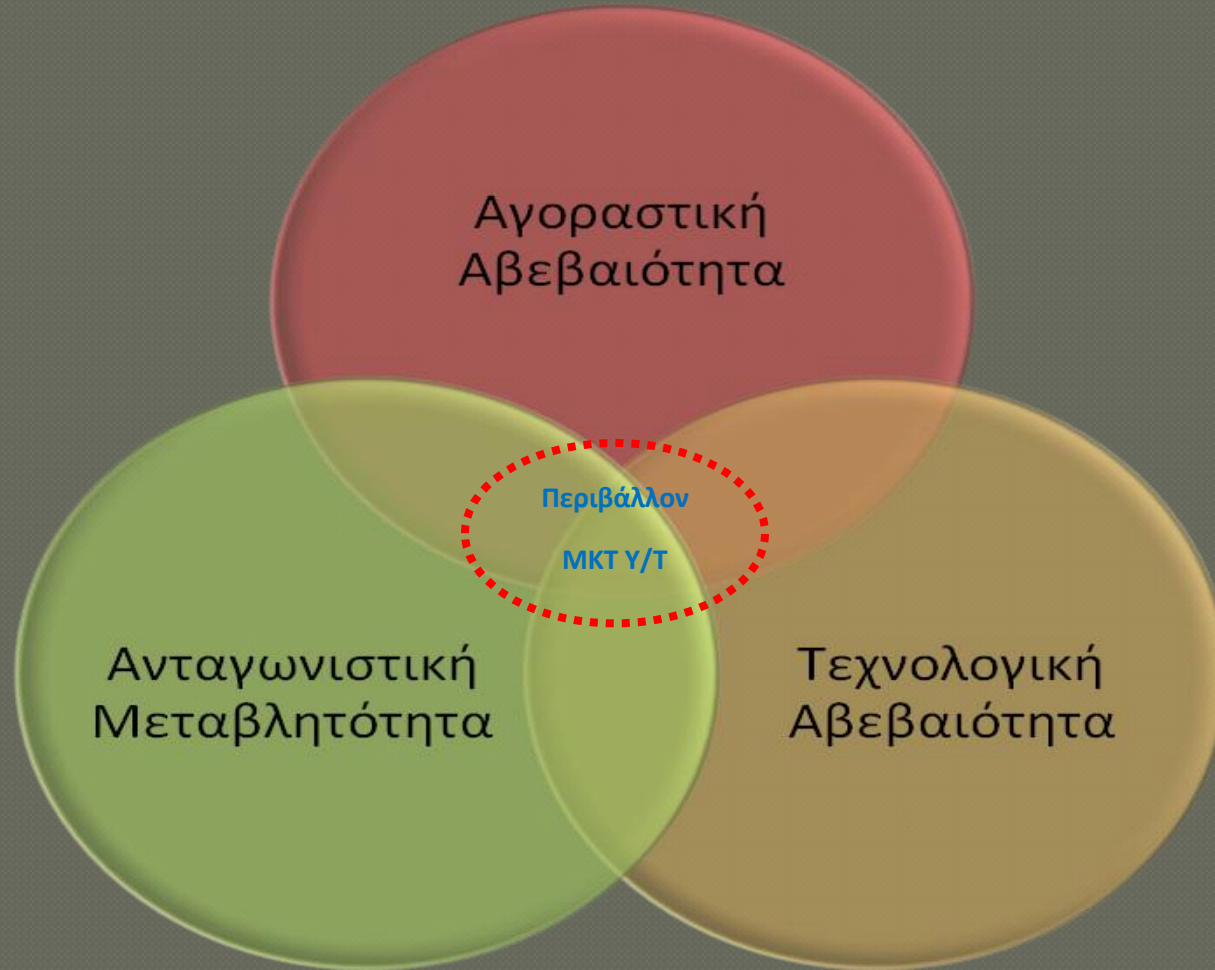 Αγοραστική
Αβεβαιότητα
Περιβάλλον
ΜΚΤ Υ/Τ
Ανταγωνιστική
Μεταβλητότητα
Τεχνολογική
Αβεβαιότητα